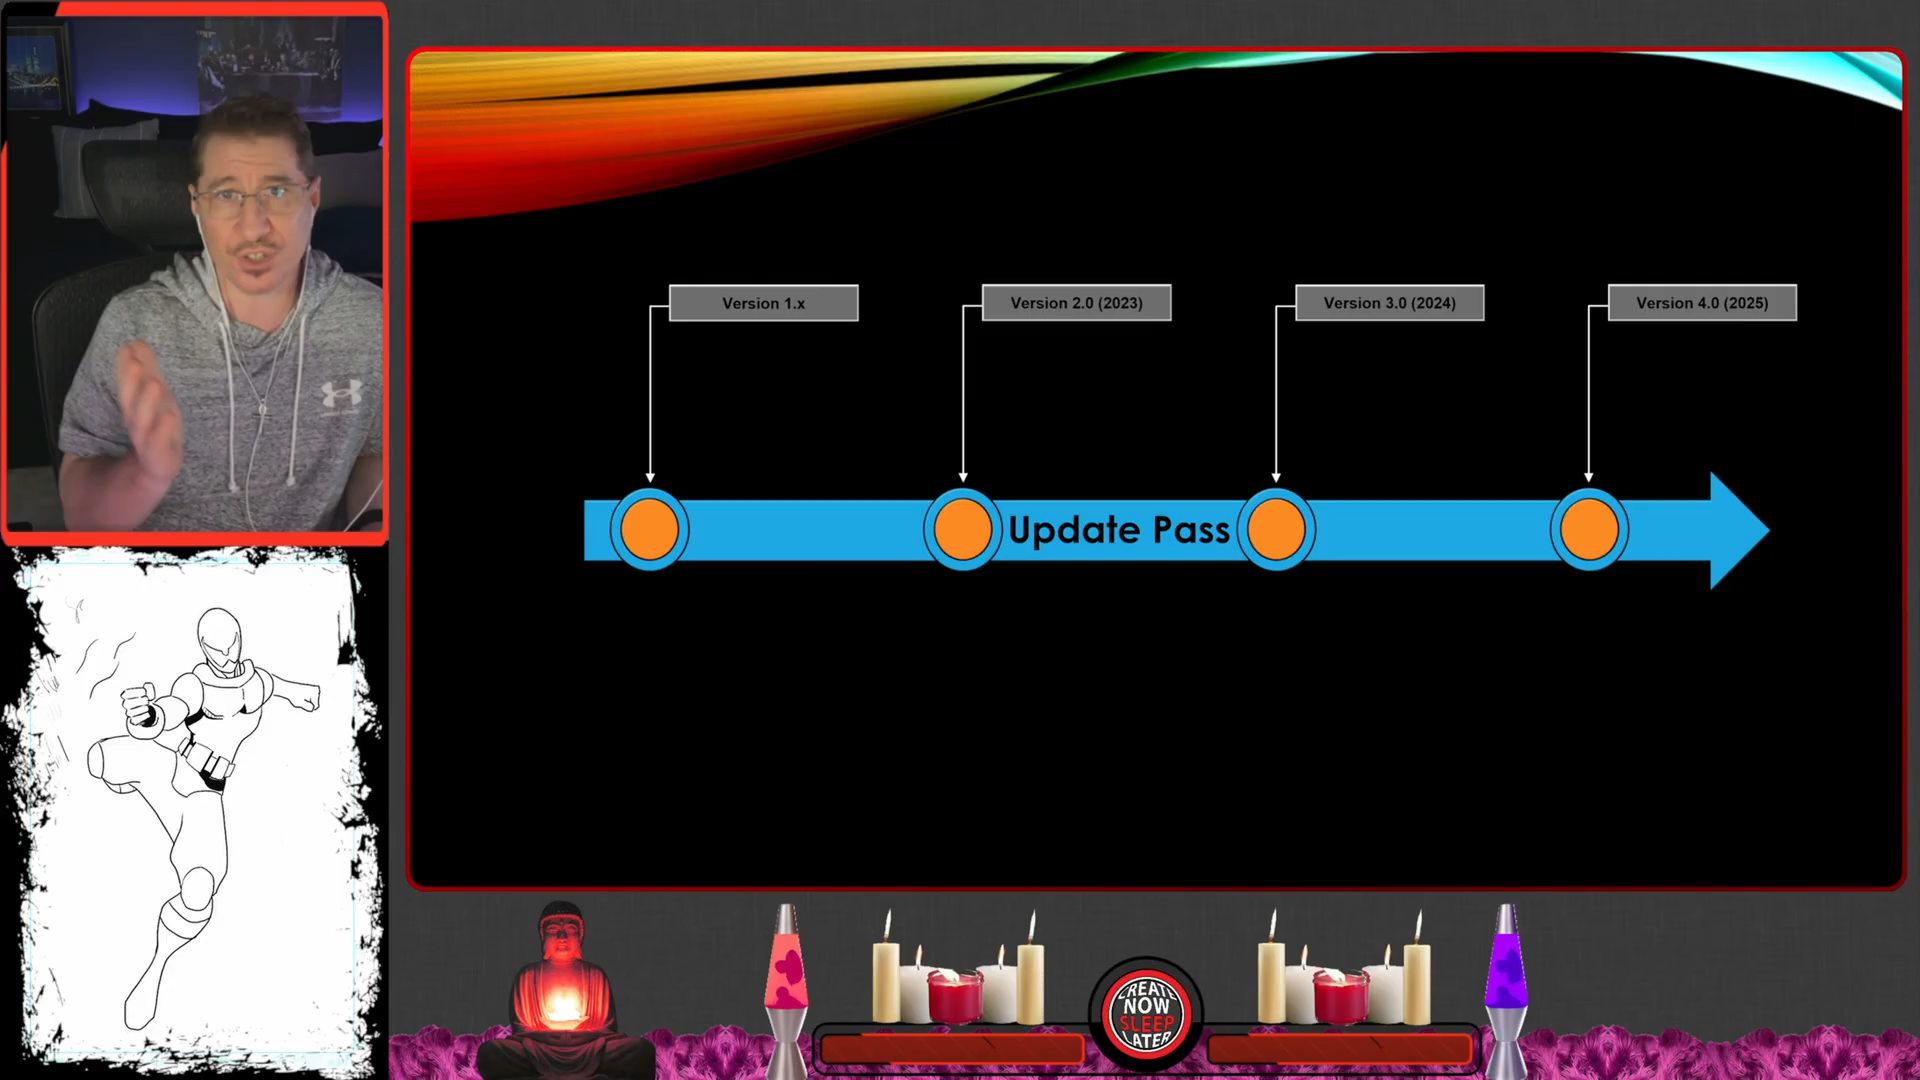 Version 1.x
Version 2.0 (2023)
Version 3.0 (2024)
Version 4.0 (2025)
Update Pass
CREATE
NOW
SLEEP
LATER